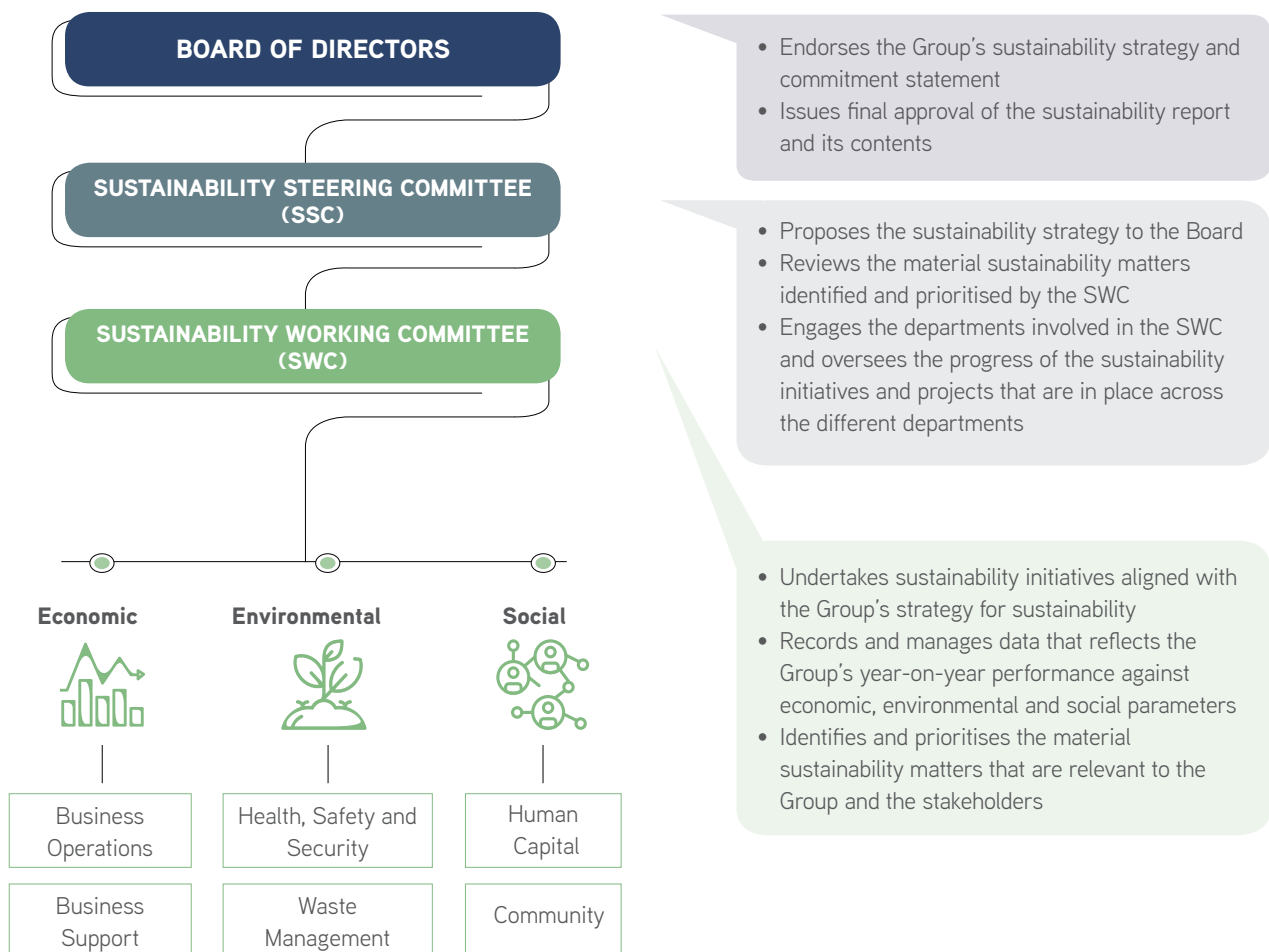 BOARD OF DIRECTORS
• Endorses the Group's sustainability strategy and
commitment statement
• Issues final approval of the sustainability report
and its contents
SUSTAINABILITY STEERING COMMITTEE
(SSC)
• Proposes the sustainability strategy to the Board
• Reviews the material sustainability matters
identified and prioritised by the SWC
• Engages the departments involved in the SWC
and oversees the progress of the sustainability
initiatives and projects that are in place across
the different departments
SUSTAINABILITY WORKING COMMITTEE
(SWC)
• Undertakes sustainability initiatives aligned with
the Group's strategy for sustainability
• Records and manages data that reflects the
Group's year-on-year performance against
economic, environmental and social parameters
• Identifies and prioritises the material
sustainability matters that are relevant to the
Group and the stakeholders
Economic
Business
Operations
Business
Support
Environmental
Health, Safety and
Security
Waste
Management
Social
Human
Capital
Community